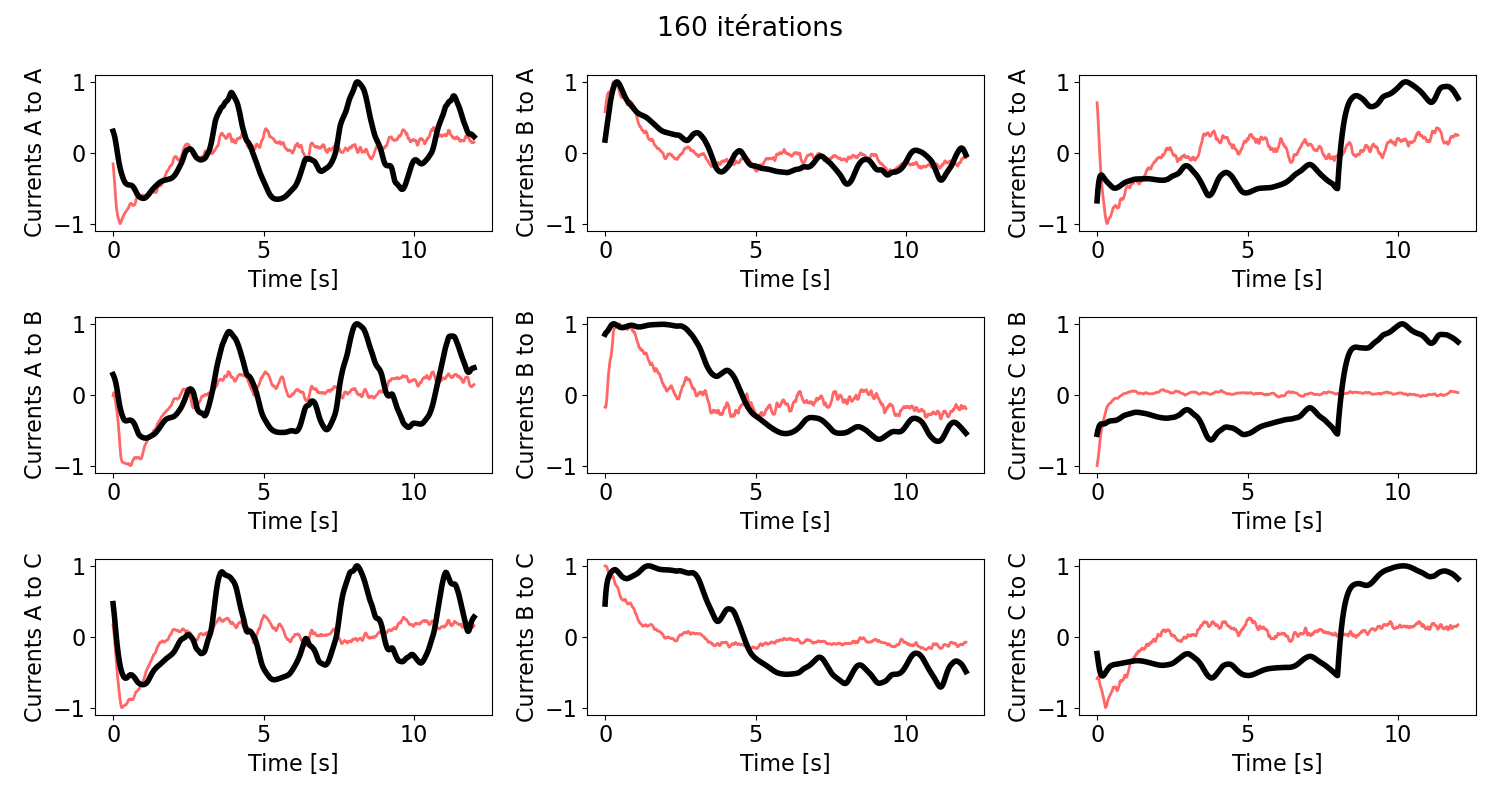 160 itérations
Currents A to A
1
0
−1
0
5
10
Time [s]
Currents B to A
1
0
−1
0
5
10
Time [s]
Currents C to A
1
0
−1
0
5
10
Time [s]
Currents A to B
1
0
−1
0
5
10
Time [s]
Currents B to B
1
0
−1
0
5
10
Time [s]
Currents C to B
1
0
−1
0
5
10
Time [s]
Currents A to C
1
0
−1
0
5
10
Time [s]
Currents B to C
1
0
−1
0
5
10
Time [s]
Currents C to C
1
0
−1
0
5
10
Time [s]